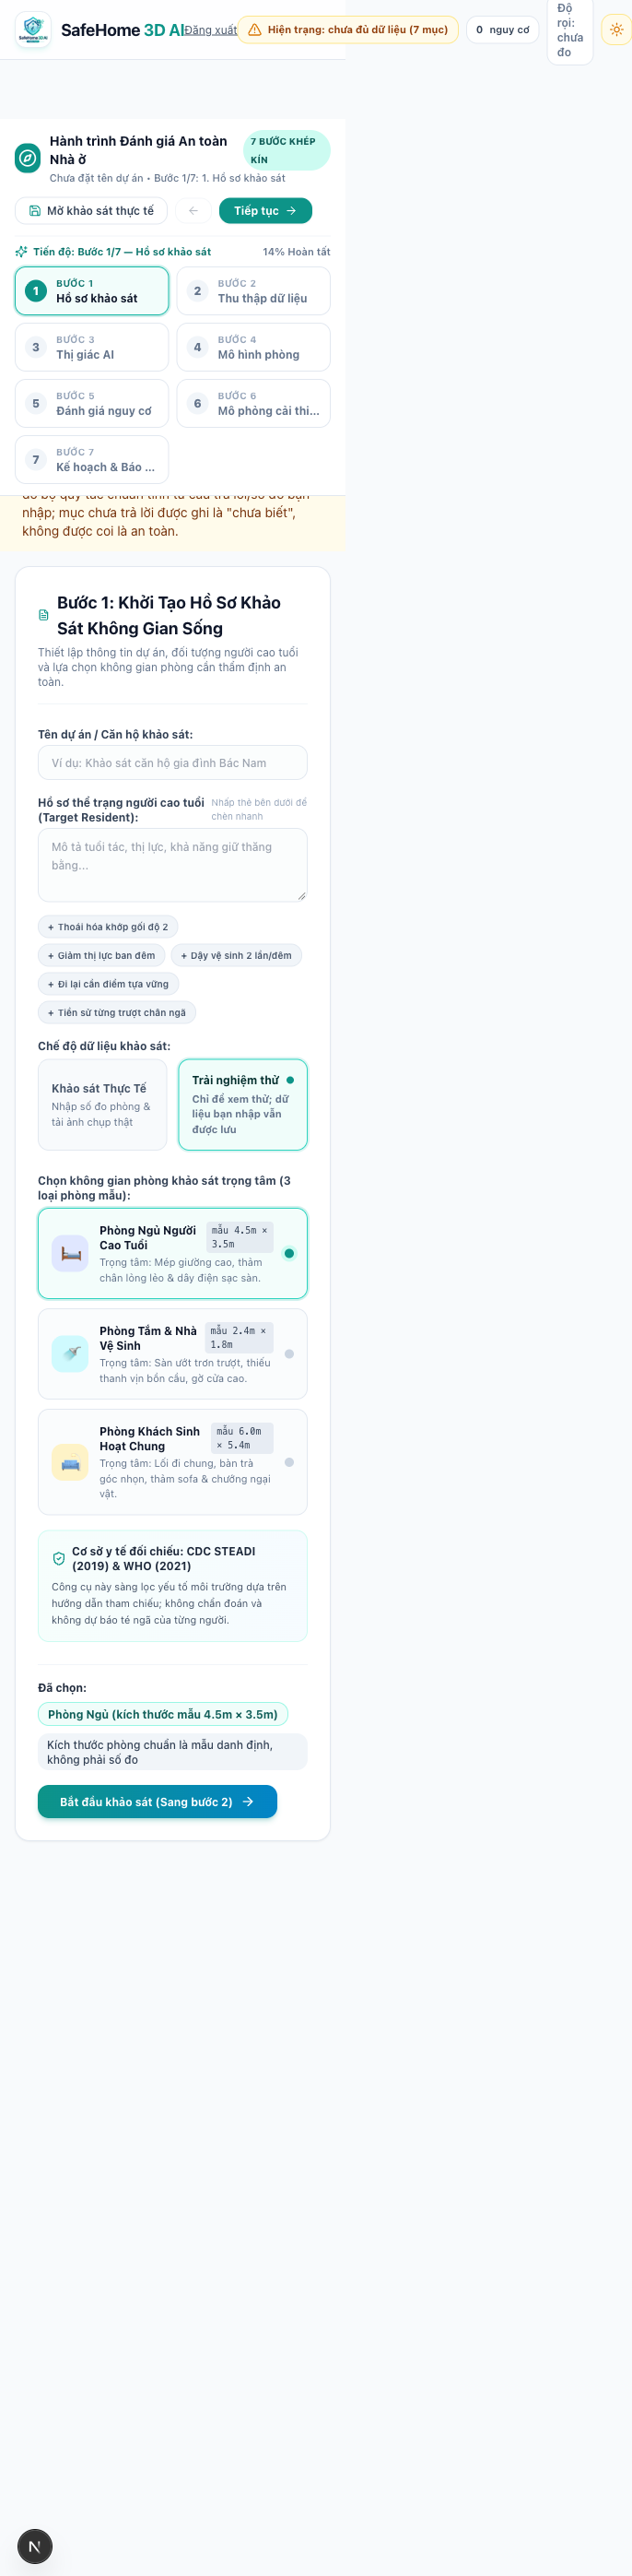 SafeHome 3D AI
Đăng xuất
Hiện trạng: chưa đủ dữ liệu (7 mục)
0 nguy cơ
Độ
rọi:
chưa
đo
Hành trình Đánh giá An toàn
Nhà ở
7 BƯỚC KHÉP
KÍN
Chưa đặt tên dự án • Bước 1/7: 1. Hồ sơ khảo sát
Mở khảo sát thực tế
Tiếp tục
Tiến độ: Bước 1/7 — Hồ sơ khảo sát
14% Hoàn tất
1
BƯỚC 1
Hồ sơ khảo sát
2
BƯỚC 2
Thu thập dữ liệu
3
BƯỚC 3
Thị giác AI
4
BƯỚC 4
Mô hình phòng
5
BƯỚC 5
Đánh giá nguy cơ
6
BƯỚC 6
Mô phỏng cải thi...
7
BƯỚC 7
Kế hoạch & Báo ...
nhập; mục chưa trả lời được ghi là "chưa biết",
không được coi là an toàn.
Bước 1: Khởi Tạo Hồ Sơ Khảo
Sát Không Gian Sống
Thiết lập thông tin dự án, đối tượng người cao tuổi
và lựa chọn không gian phòng cần thẩm định an
toàn.
Tên dự án / Căn hộ khảo sát:
Ví dụ: Khảo sát căn hộ gia đình Bác Nam
Hồ sơ thể trạng người cao tuổi
(Target Resident):
Nhấp thẻ bên dưới để
chèn nhanh
Mô tả tuổi tác, thị lực, khả năng giữ thăng
bằng...
+ Thoái hóa khớp gối độ 2
+ Giảm thị lực ban đêm
+ Dậy vệ sinh 2 lần/đêm
+ Đi lại cần điểm tựa vững
+ Tiền sử từng trượt chân ngã
Chế độ dữ liệu khảo sát:
Khảo sát Thực Tế
Nhập số đo phòng &
tải ảnh chụp thật
Trải nghiệm thử
Chỉ để xem thử; dữ
liệu bạn nhập vẫn
được lưu
Chọn không gian phòng khảo sát trọng tâm (3
loại phòng mẫu):
Phòng Ngủ Người
Cao Tuổi
mẫu 4.5m ×
3.5m
Trọng tâm: Mép giường cao, thảm
chân lỏng lẻo & dây điện sạc sàn.
Phòng Tắm & Nhà
Vệ Sinh
mẫu 2.4m ×
1.8m
Trọng tâm: Sàn ướt trơn trượt, thiếu
thanh vịn bồn cầu, gờ cửa cao.
Phòng Khách Sinh
Hoạt Chung
mẫu 6.0m
× 5.4m
Trọng tâm: Lối đi chung, bàn trà
góc nhọn, thảm sofa & chướng ngại
vật.
Cơ sở y tế đối chiếu: CDC STEADI
(2019) & WHO (2021)
Công cụ này sàng lọc yếu tố môi trường dựa trên
hướng dẫn tham chiếu; không chẩn đoán và
không dự báo té ngã của từng người.
Đã chọn:
Phòng Ngủ (kích thước mẫu 4.5m × 3.5m)
Kích thước phòng chuẩn là mẫu danh định,
không phải số đo
Bắt đầu khảo sát (Sang bước 2)
N